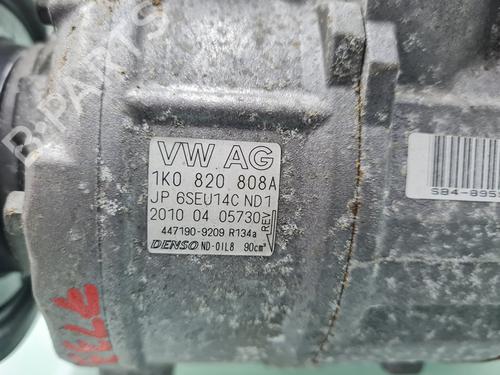 B-PARTS
VW AG
1K0 820 808A
JP 6SEU14C ND1
2010 04 05730
REV
447190-9209 R134a
DENSO ND-OIL8 90cm³